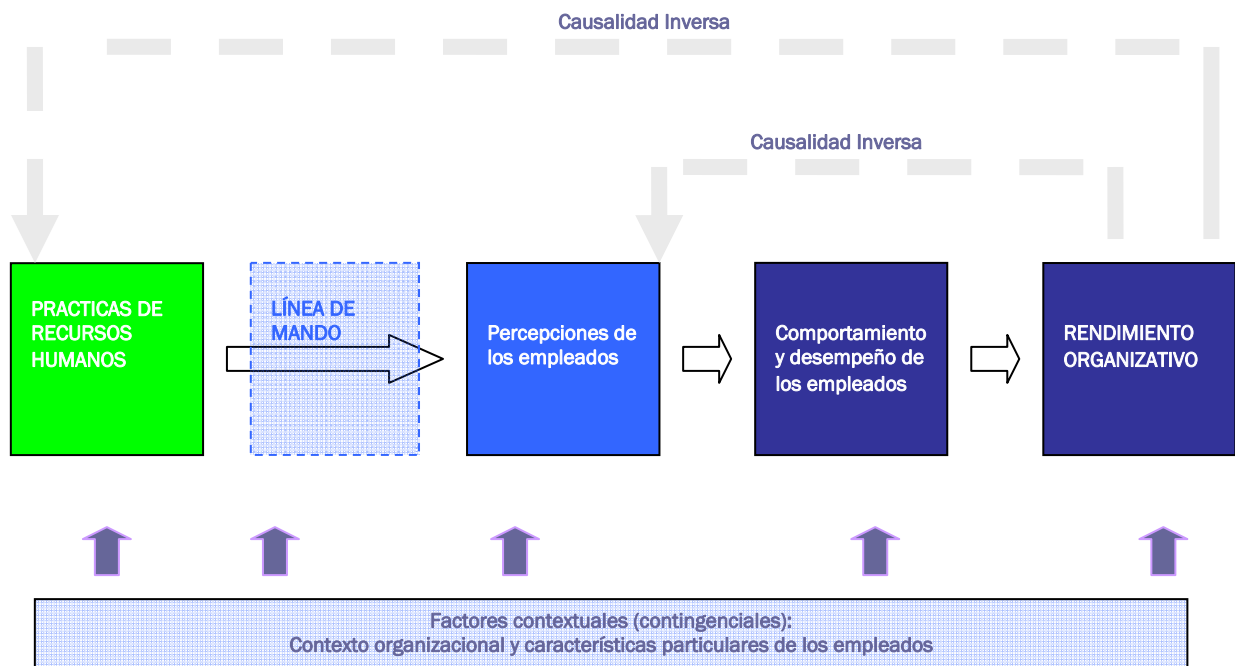 Causalidad Inversa
Causalidad Inversa
PRACTICAS DE
RECURSOS
HUMANOS
LÍNEA DE
MANDO
Percepciones de
los empleados
Comportamiento
y desempeño de
los empleados
RENDIMIENTO
ORGANIZATIVO
Factores contextuales (contingenciales):
Contexto organizacional y características particulares de los empleados